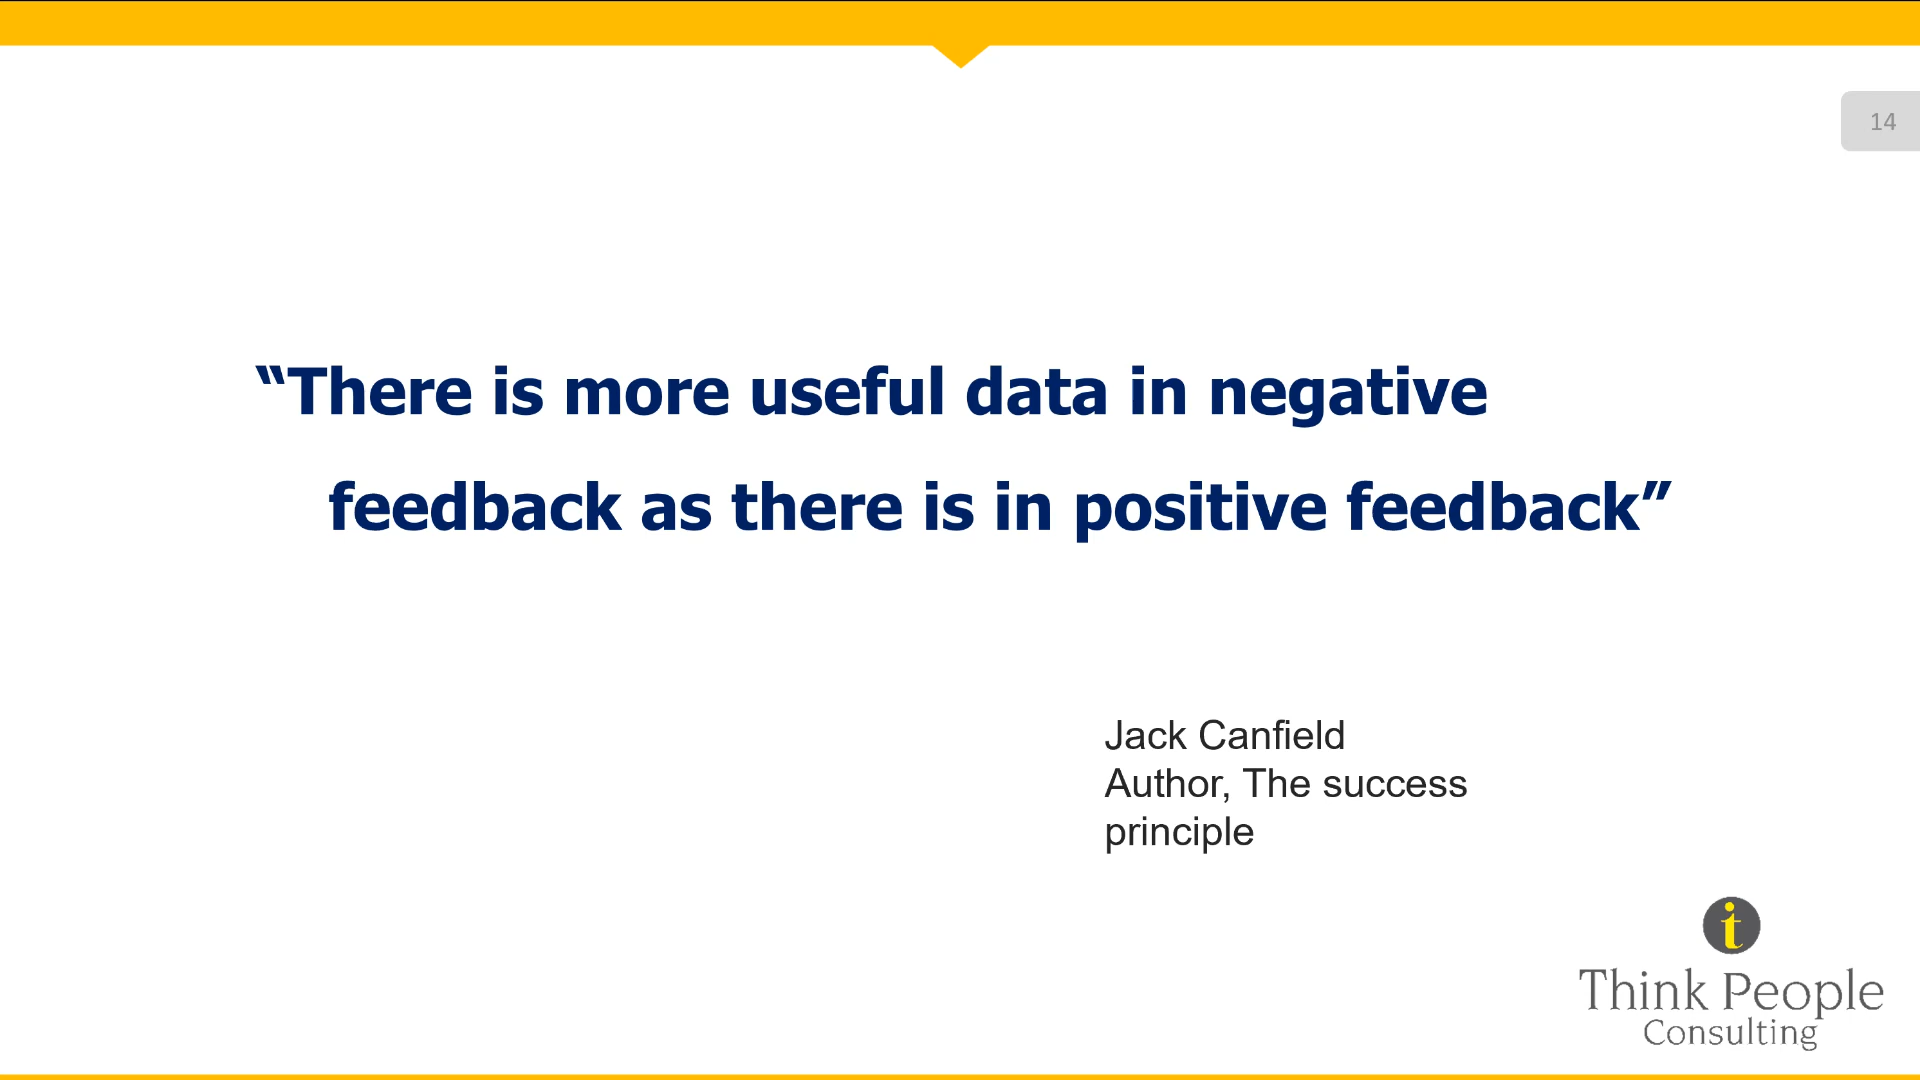 14
“There is more useful data in negative
feedback as there is in positive feedback”
Jack Canfield
Author, The success
principle
Think People
Consulting